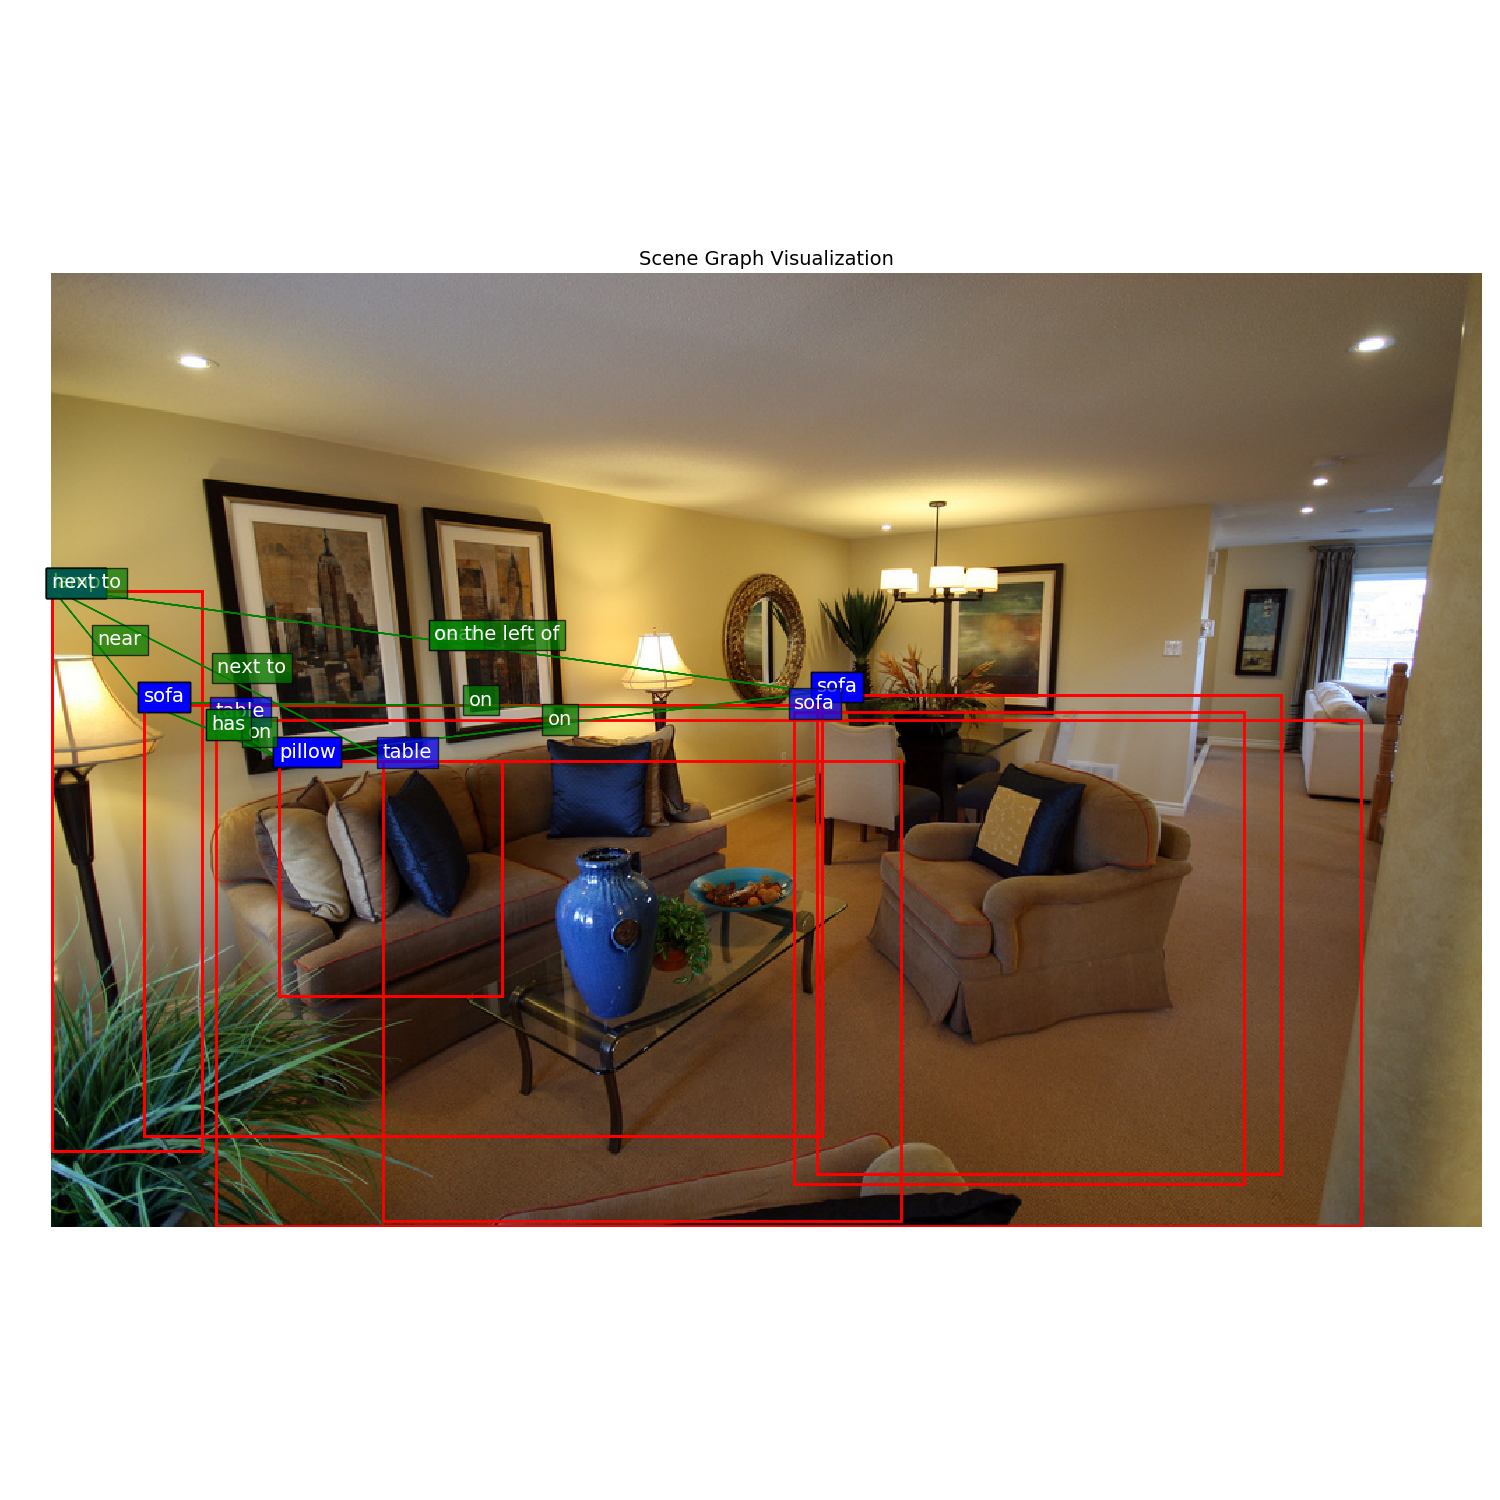 Scene Graph Visualization
next to
near
on the left of
next to
sofa
sofa
sofa
table
on
has
on
on
pillow
table